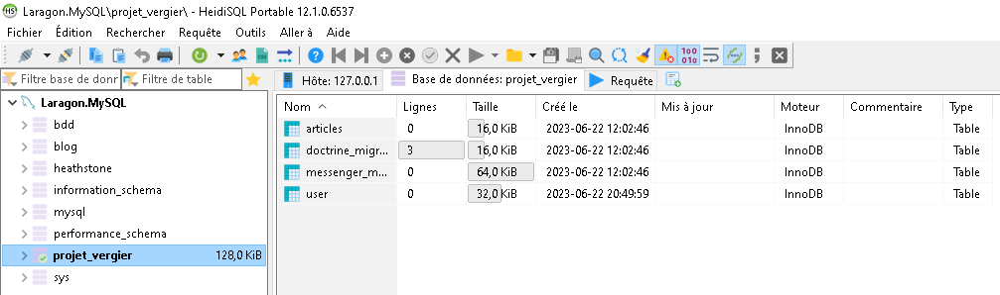 Laragon.MySQL\projet_vergier\ - HeidiSQL Portable 12.1.0.6537
Fichier Édition Rechercher Requête Outils Aller à Aide
Filtre base de donr Filtre de table Hôte: 127.0.0.1 Base de données: projet_vergier Requête
Laragon.MySQL
bdd
blog
heathstone
information_schema
mysql
performance_schema
projet_vergier 128,0 KiB
sys
Nom Lignes Taille Créé le Mis à jour Moteur Commentaire Type
articles 0 16,0 KiB 2023-06-22 12:02:46 InnoDB Table
doctrine_migr... 3 16,0 KiB 2023-06-22 12:02:46 InnoDB Table
messenger_m... 0 64,0 KiB 2023-06-22 12:02:46 InnoDB Table
user 0 32,0 KiB 2023-06-22 20:49:59 InnoDB Table